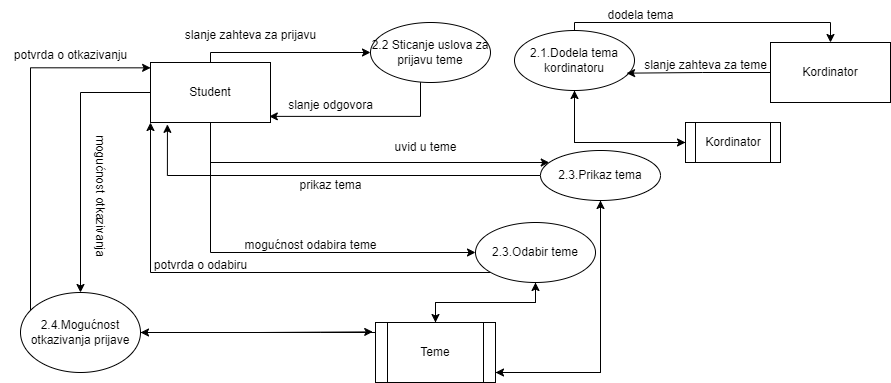 dodela tema
slanje zahteva za prijavu
potvrda o otkazivanju
2.2 Sticanje uslova za
prijavu teme
2.1.Dodela tema
kordinatoru
slanje zahteva za teme
Kordinator
Student
slanje odgovora
mogućnost otkazivanja
uvid u teme
Kordinator
prikaz tema
2.3.Prikaz tema
mogućnost odabira teme
2.3.Odabir teme
potvrda o odabiru
2.4.Mogućnost
otkazivanja prijave
Teme